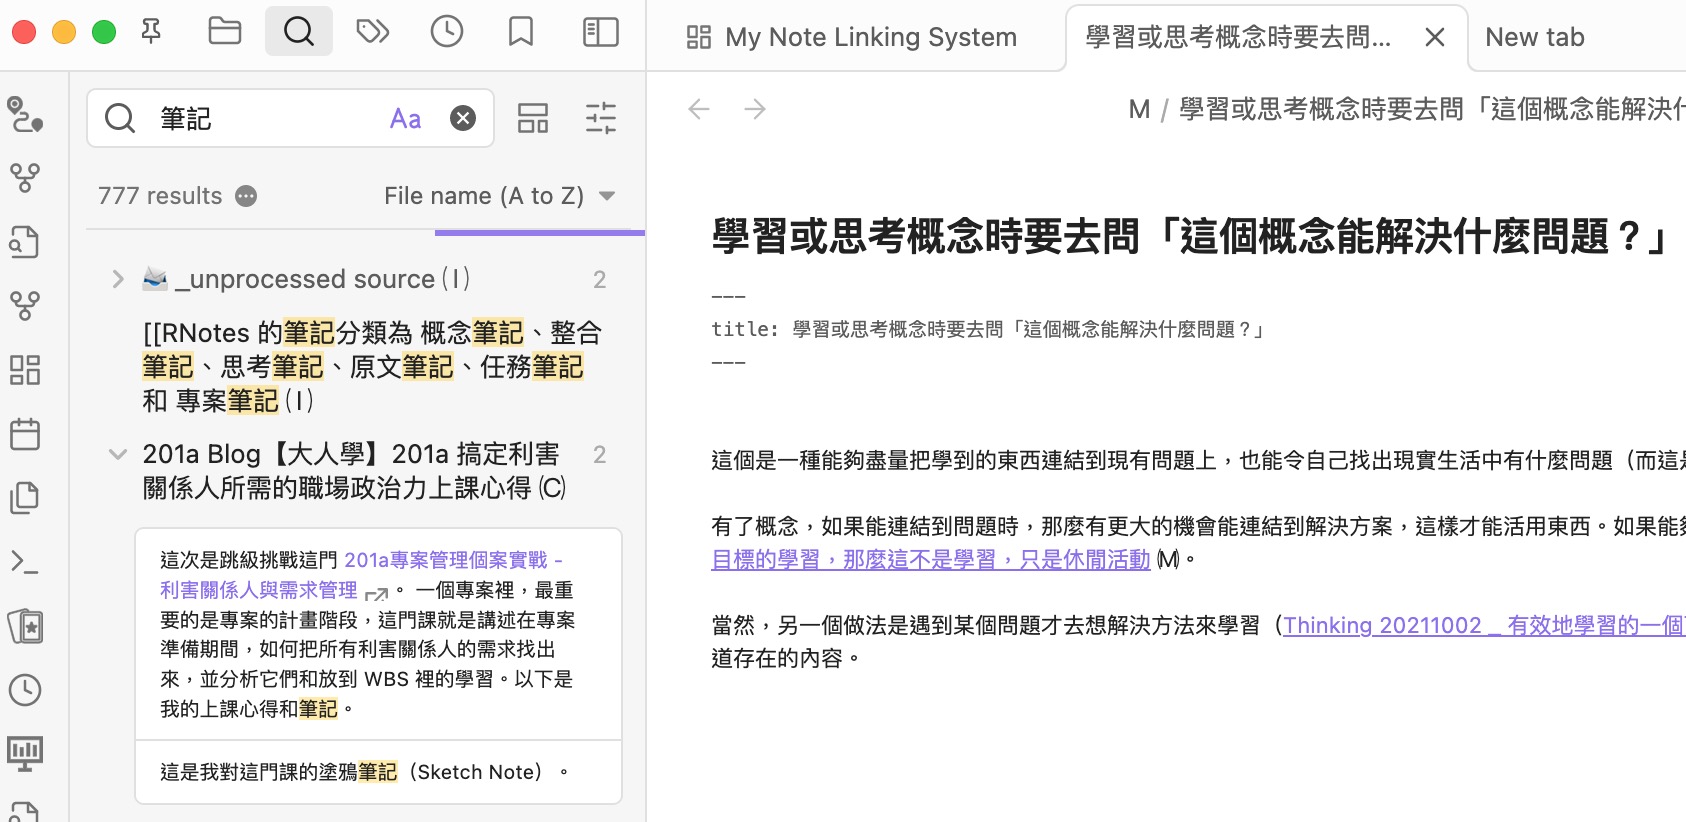 My Note Linking System
學習或思考概念時要去問...
New tab
筆記
Aa
777 results
File name (A to Z)
_unprocessed source (I)
2
[[RNotes 的筆記分類為 概念筆記、整合
筆記、思考筆記、原文筆記、任務筆記
和 專案筆記 (I)
201a Blog【大人學】201a 搞定利害
關係人所需的職場政治力上課心得 (C)
2
這次是跳級挑戰這門 201a專案管理個案實戰 -
利害關係人與需求管理 。 一個專案裡，最重
要的是專案的計畫階段，這門課就是講述在專案
準備期間，如何把所有利害關係人的需求找出
來，並分析它們和放到 WBS 裡的學習。以下是
我的上課心得和筆記。
這是我對這門課的塗鴉筆記（Sketch Note）。
M / 學習或思考概念時要去問「這個概念能解決什
學習或思考概念時要去問「這個概念能解決什麼問題？」
---
title: 學習或思考概念時要去問「這個概念能解決什麼問題？」
---
這個是一種能夠盡量把學到的東西連結到現有問題上，也能令自己找出現實生活中有什麼問題（而這是
有了概念，如果能連結到問題時，那麼有更大的機會能連結到解決方案，這樣才能活用東西。如果能夠
目標的學習，那麼這不是學習，只是休閒活動 (M)。
當然，另一個做法是遇到某個問題才去想解決方法來學習（Thinking 20211002 _ 有效地學習的一個
道存在的內容。